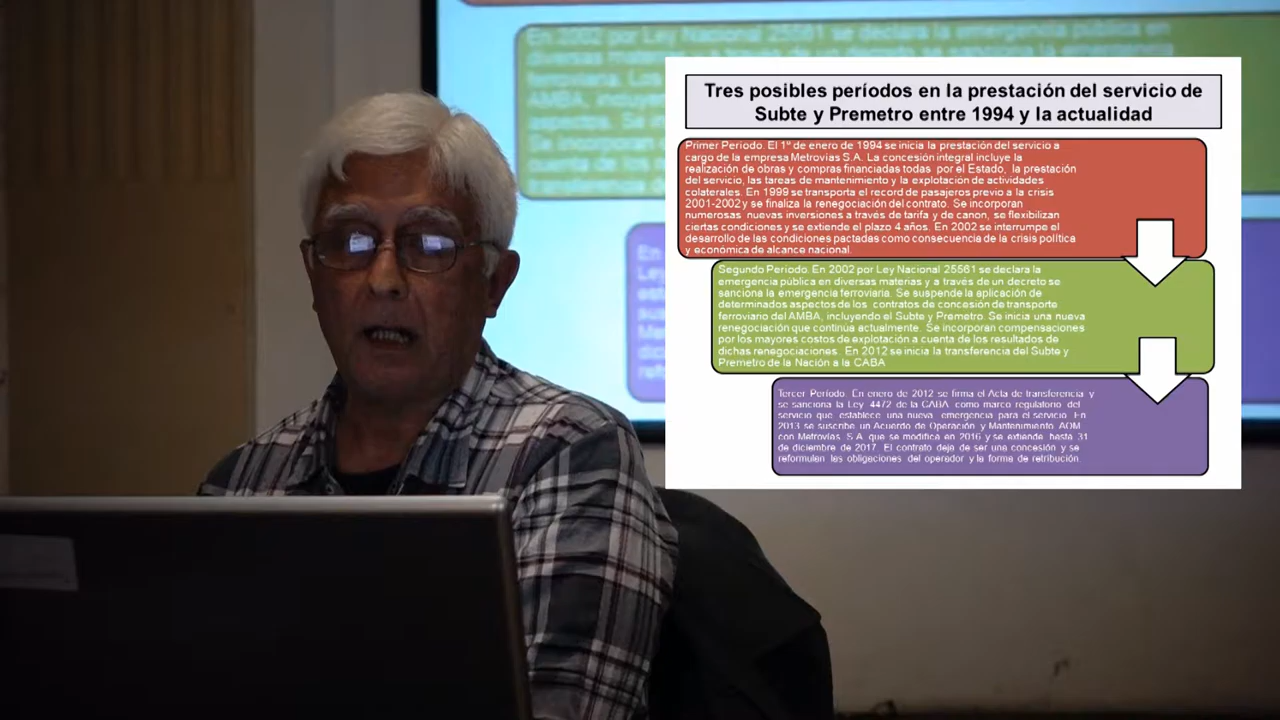 Tres posibles períodos en la prestación del servicio de
Subte y Premetro entre 1994 y la actualidad
Primer Período. El 1º de enero de 1994 se inicia la prestación del servicio a
cargo de la empresa Metrovías S.A. La concesión integral incluye la
realización de obras y compras financiadas todas por el Estado, la prestación
del servicio, las tareas de mantenimiento y la explotación de actividades
colaterales. En 1999 se transporta el record de pasajeros previo a la crisis
2001-2002 y se finaliza la renegociación del contrato. Se incorporan
numerosas nuevas inversiones a través de tarifa y de canon, se flexibilizan
ciertas condiciones y se extiende el plazo 4 años. En 2002 se interrumpe el
desarrollo de las condiciones pactadas como consecuencia de la crisis política
y económica de alcance nacional.
Segundo Período. En 2002 por Ley Nacional 25561 se declara la
emergencia pública en diversas materias y a través de un decreto se
sanciona la emergencia ferroviaria. Se suspende la aplicación de
determinados aspectos de los contratos de concesión de transporte
ferroviario del AMBA, incluyendo el Subte y Premetro. Se inicia una nueva
renegociación que continúa actualmente. Se incorporan compensaciones
por los mayores costos de explotación a cuenta de los resultados de
dichas renegociaciones. En 2012 se inicia la transferencia del Subte y
Premetro de la Nación a la CABA
Tercer Período. En enero de 2012 se firma el Acta de transferencia y
se sanciona la Ley 4472 de la CABA como marco regulatorio del
servicio que establece una nueva emergencia para el servicio. En
2013 se suscribe un Acuerdo de Operación y Mantenimiento AOM
con Metrovías S.A. que se modifica en 2016 y se extiende hasta 31
de diciembre de 2017. El contrato deja de ser una concesión y se
reformulan las obligaciones del operador y la forma de retribución.
En 2002 por Ley Nacional 25561 se declara la emergencia pública en